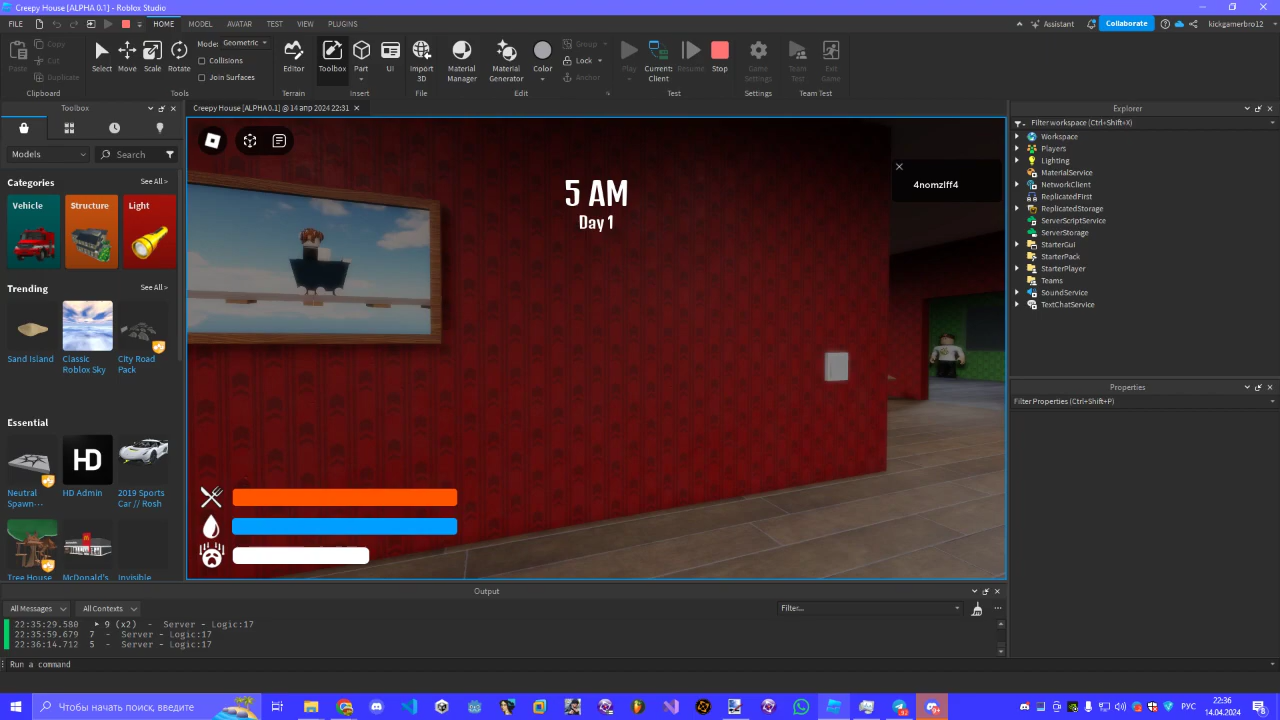 Creepy House [ALPHA 0.1] - Roblox Studio
FILE HOME MODEL AVATAR TEST VIEW PLUGINS Assistant Collaborate kickgamerbro12
Paste Copy Cut Duplicate
Select Move Scale Rotate
Mode: Geometric
Collisions
Join Surfaces
Editor Toolbox Part UI Import 3D Material Manager Material Generator Color
Group
Lock
Anchor
Play Current: Client Resume Stop Game Settings Team Test Exit Game
Clipboard Tools Terrain Insert File Edit Test Settings Team Test
Toolbox
Models Search
Categories See All >
Vehicle Structure Light
Trending See All >
Sand Island Classic Roblox Sky City Road Pack
Essential See All >
HD
Neutral Spawn... HD Admin 2019 Sports Car // Rosh
Tree House McDonald's Invisible
Creepy House [ALPHA 0.1] @ 14 апр 2024 22:31
5 AM
Day 1
4nomzlff4
Explorer
Filter workspace (Ctrl+Shift+X)
Workspace
Players
Lighting
MaterialService
NetworkClient
ReplicatedFirst
ReplicatedStorage
ServerScriptService
ServerStorage
StarterGui
StarterPack
StarterPlayer
Teams
SoundService
TextChatService
Properties
Filter Properties (Ctrl+Shift+P)
Output
All Messages All Contexts Filter...
22:35:29.580 9 (x2) - Server - Logic:17
22:35:59.679 7 - Server - Logic:17
22:36:14.712 5 - Server - Logic:17
Run a command
Чтобы начать поиск, введите
РУС
22:36
14.04.2024